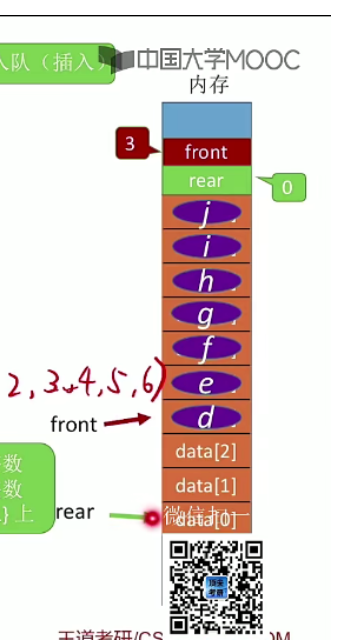 入队（插入）
中国大学MOOC
内存
3
front
rear
0
j
i
h
g
f
2,3,4,5,6)
e
front
d
data[2]
数
data[1]
数
} 上
rear
data[0]
微信扫一
王道考研/CS
OM